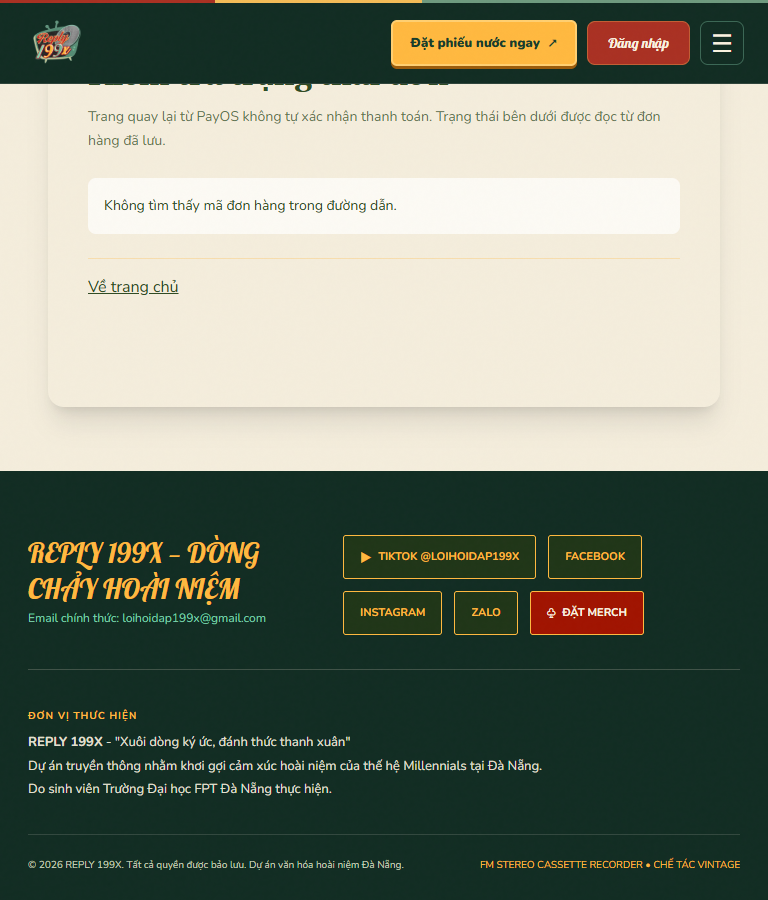 Reply
199x
Đặt phiếu nước ngay ↗
Đăng nhập
Trang quay lại từ PayOS không tự xác nhận thanh toán. Trạng thái bên dưới được đọc từ đơn
hàng đã lưu.
Không tìm thấy mã đơn hàng trong đường dẫn.
Về trang chủ
REPLY 199X – DÒNG
CHẢY HOÀI NIỆM
Email chính thức: loihoidap199x@gmail.com
▶ TIKTOK @LOIHOIDAP199X
FACEBOOK
INSTAGRAM
ZALO
♧ ĐẶT MERCH
ĐƠN VỊ THỰC HIỆN
REPLY 199X - "Xuôi dòng ký ức, đánh thức thanh xuân"
Dự án truyền thông nhằm khơi gợi cảm xúc hoài niệm của thế hệ Millennials tại Đà Nẵng.
Do sinh viên Trường Đại học FPT Đà Nẵng thực hiện.
© 2026 REPLY 199X. Tất cả quyền được bảo lưu. Dự án văn hóa hoài niệm Đà Nẵng.
FM STEREO CASSETTE RECORDER • CHẾ TÁC VINTAGE